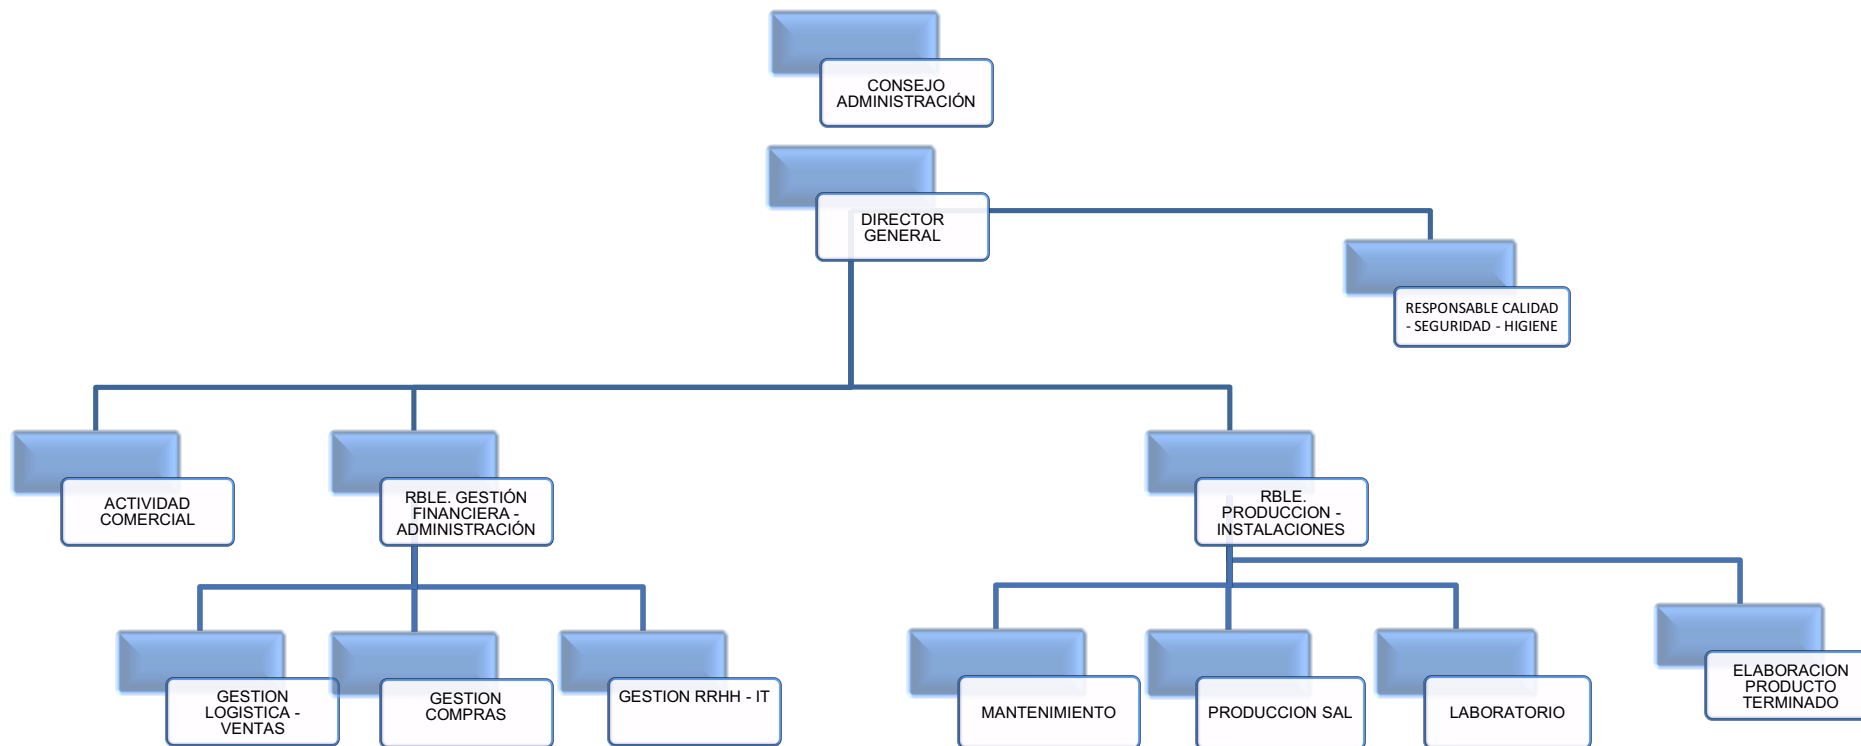 CONSEJO
ADMINISTRACIÓN
DIRECTOR
GENERAL
RESPONSABLE CALIDAD
- SEGURIDAD - HIGIENE
ACTIVIDAD
COMERCIAL
RBLE. GESTIÓN
FINANCIERA -
ADMINISTRACIÓN
RBLE.
PRODUCCION -
INSTALACIONES
GESTION
LOGISTICA -
VENTAS
GESTION
COMPRAS
GESTION RRHH - IT
MANTENIMIENTO
PRODUCCION SAL
LABORATORIO
ELABORACION
PRODUCTO
TERMINADO